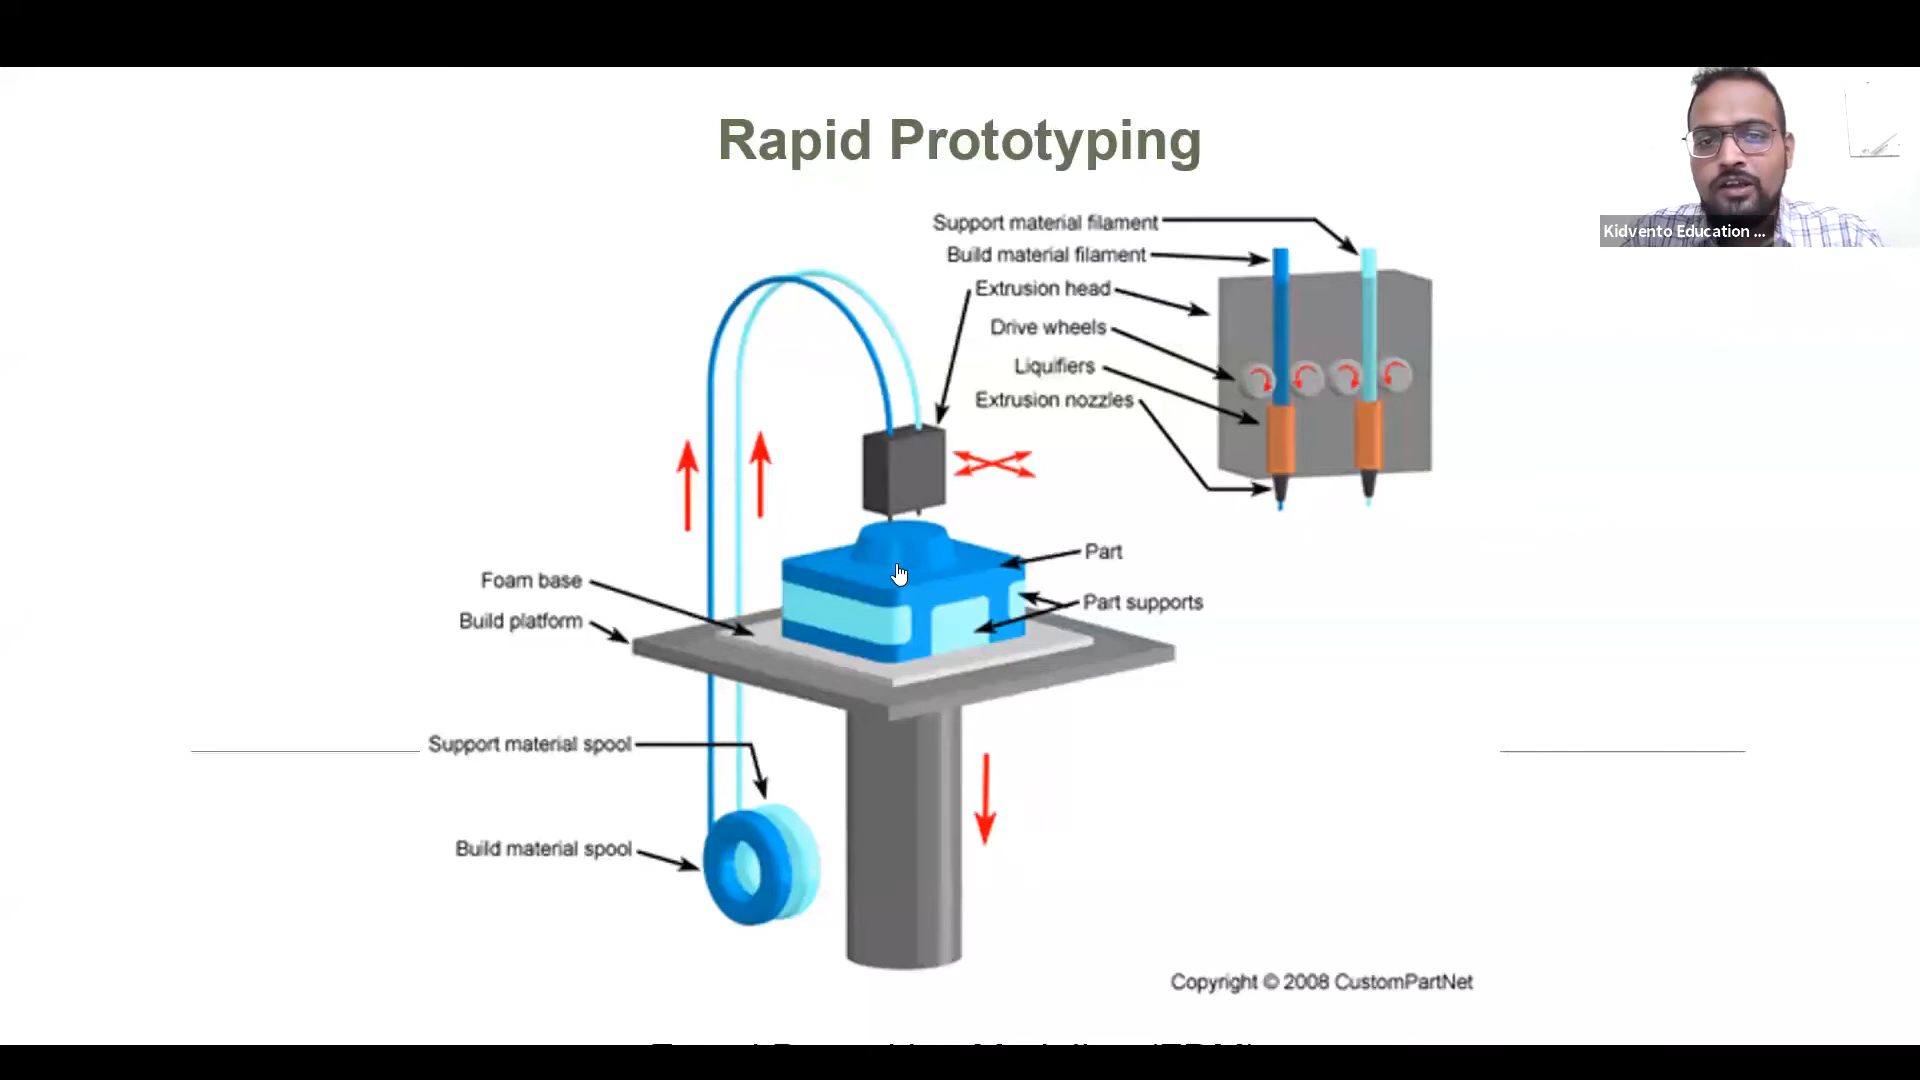 Rapid Prototyping
Kidvento Education ...
Support material filament
Build material filament
Extrusion head
Drive wheels
Liquifiers
Extrusion nozzles
Part
Foam base
Part supports
Build platform
Support material spool
Build material spool
Copyright © 2008 CustomPartNet